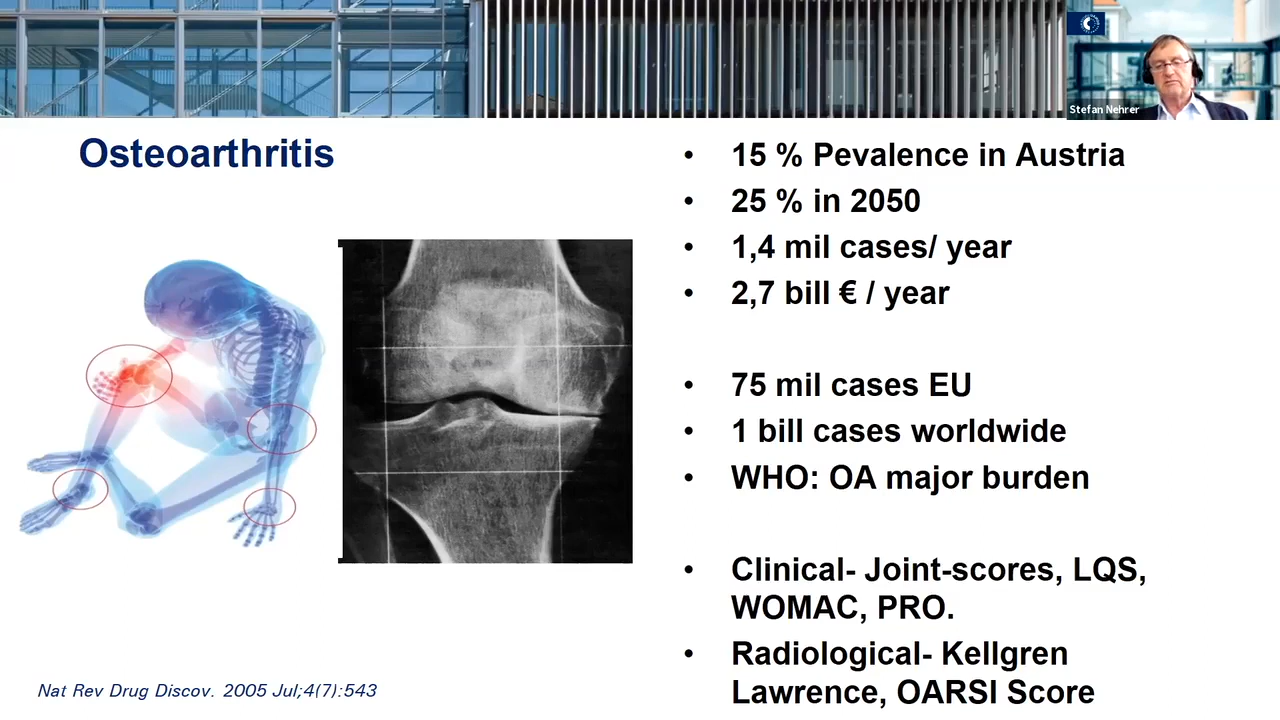 Stefan Nehrer
Osteoarthritis
• 15 % Pevalence in Austria
• 25 % in 2050
• 1,4 mil cases/ year
• 2,7 bill € / year
• 75 mil cases EU
• 1 bill cases worldwide
• WHO: OA major burden
• Clinical- Joint-scores, LQS,
WOMAC, PRO.
• Radiological- Kellgren
Lawrence, OARSI Score
Nat Rev Drug Discov. 2005 Jul;4(7):543